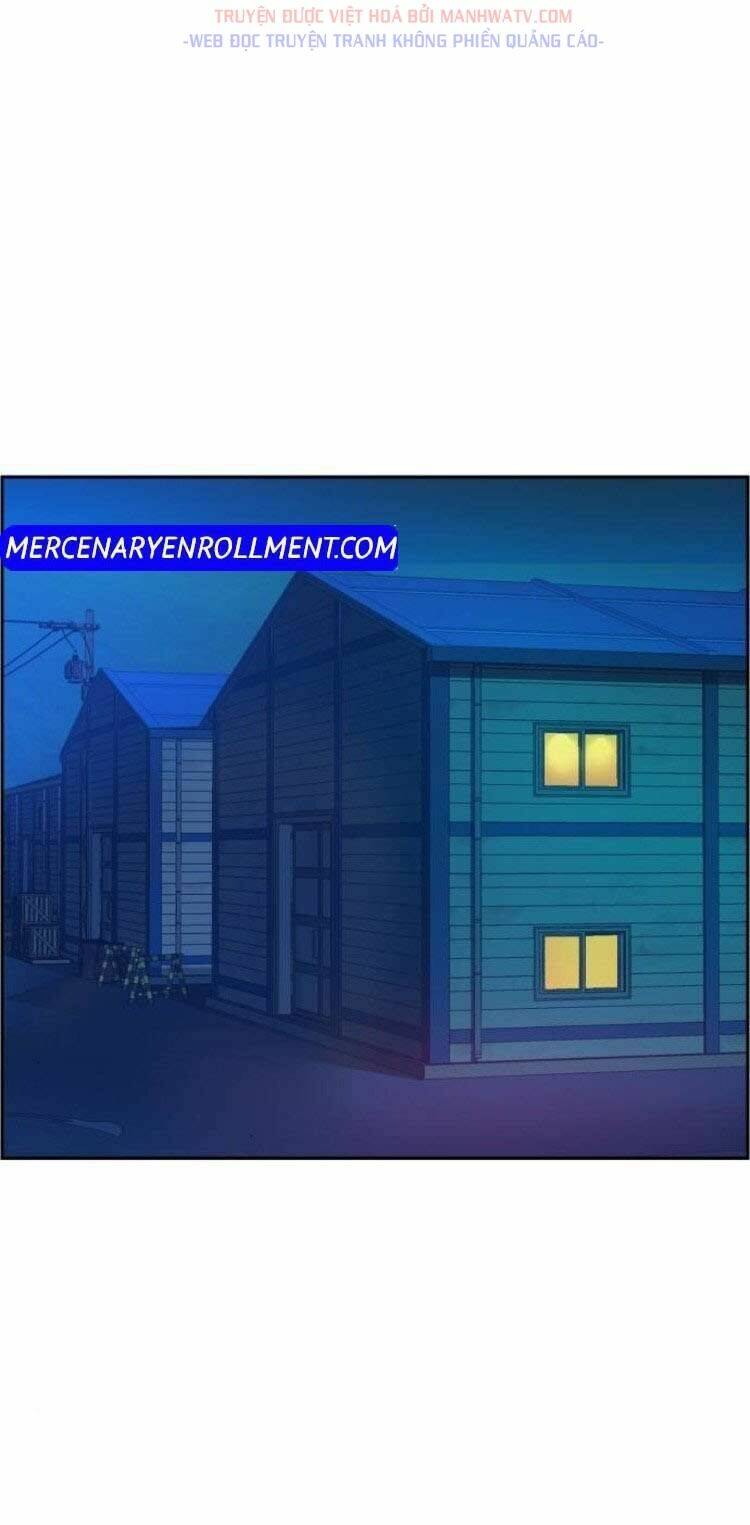 TRUYỆN ĐƯỢC VIỆT HOÁ BỞI MANHWATV.COM
-WEB ĐỌC TRUYỆN TRANH KHÔNG PHIỀN QUẢNG CÁO-
MERCENARYENROLLMENT.COM